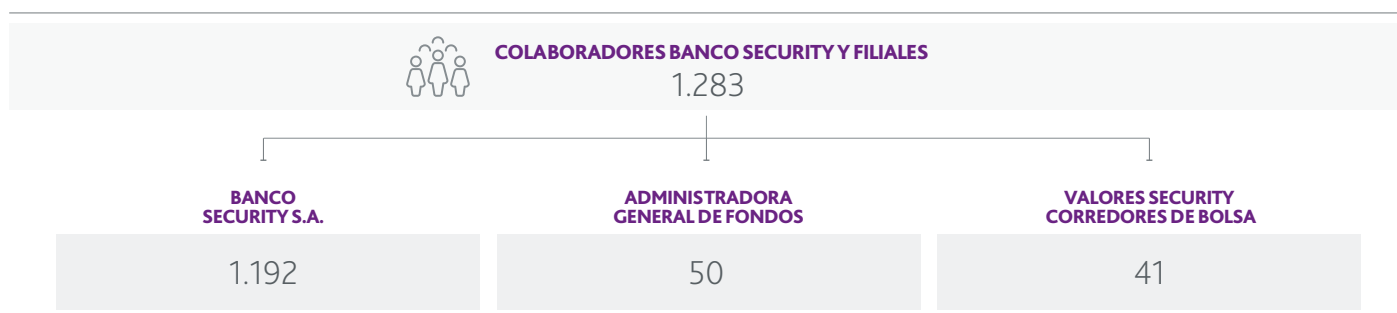 COLABORADORES BANCO SECURITY Y FILIALES
1.283
BANCO
SECURITY S.A.
ADMINISTRADORA
GENERAL DE FONDOS
VALORES SECURITY
CORREDORES DE BOLSA
1.192
50
41